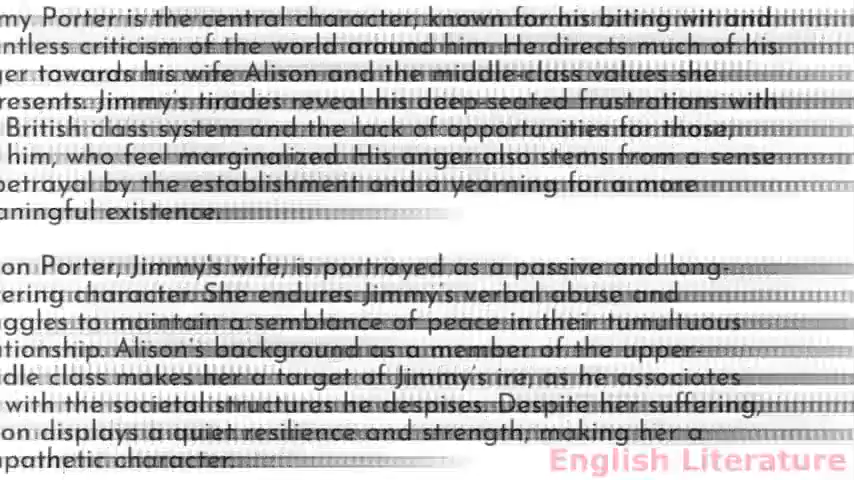 my Porter is the central character, known for his biting wit and
ntless criticism of the world around him. He directs much of his
ger towards his wife Alison and the middle-class values she
presents. Jimmy's tirades reveal his deep-seated frustrations with
British class system and the lack of opportunities for those,
him, who feel marginalized. His anger also stems from a sense
betrayal by the establishment and a yearning for a more
aningful existence.
on Porter, Jimmy's wife, is portrayed as a passive and long-
ering character. She endures Jimmy's verbal abuse and
uggles to maintain a semblance of peace in their tumultuous
ationship. Alison's background as a member of the upper-
ddle class makes her a target of Jimmy's ire, as he associates
with the societal structures he despises. Despite her suffering,
on displays a quiet resilience and strength, making her a
mpathetic character.
English Literature